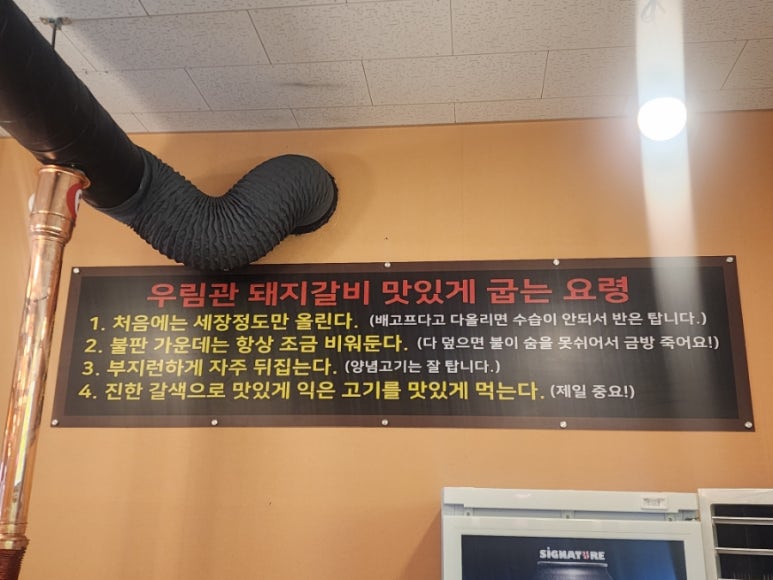 우림관 돼지갈비 맛있게 굽는 요령
1. 처음에는 세장정도만 올린다. (배고프다고 다올리면 수습이 안되서 반은 탑니다.)
2. 불판 가운데는 항상 조금 비워둔다. (다 덮으면 불이 숨을 못쉬어서 금방 죽어요!)
3. 부지런하게 자주 뒤집는다. (양념고기는 잘 탑니다.)
4. 진한 갈색으로 맛있게 익은 고기를 맛있게 먹는다. (제일 중요!)
SIGNATURE